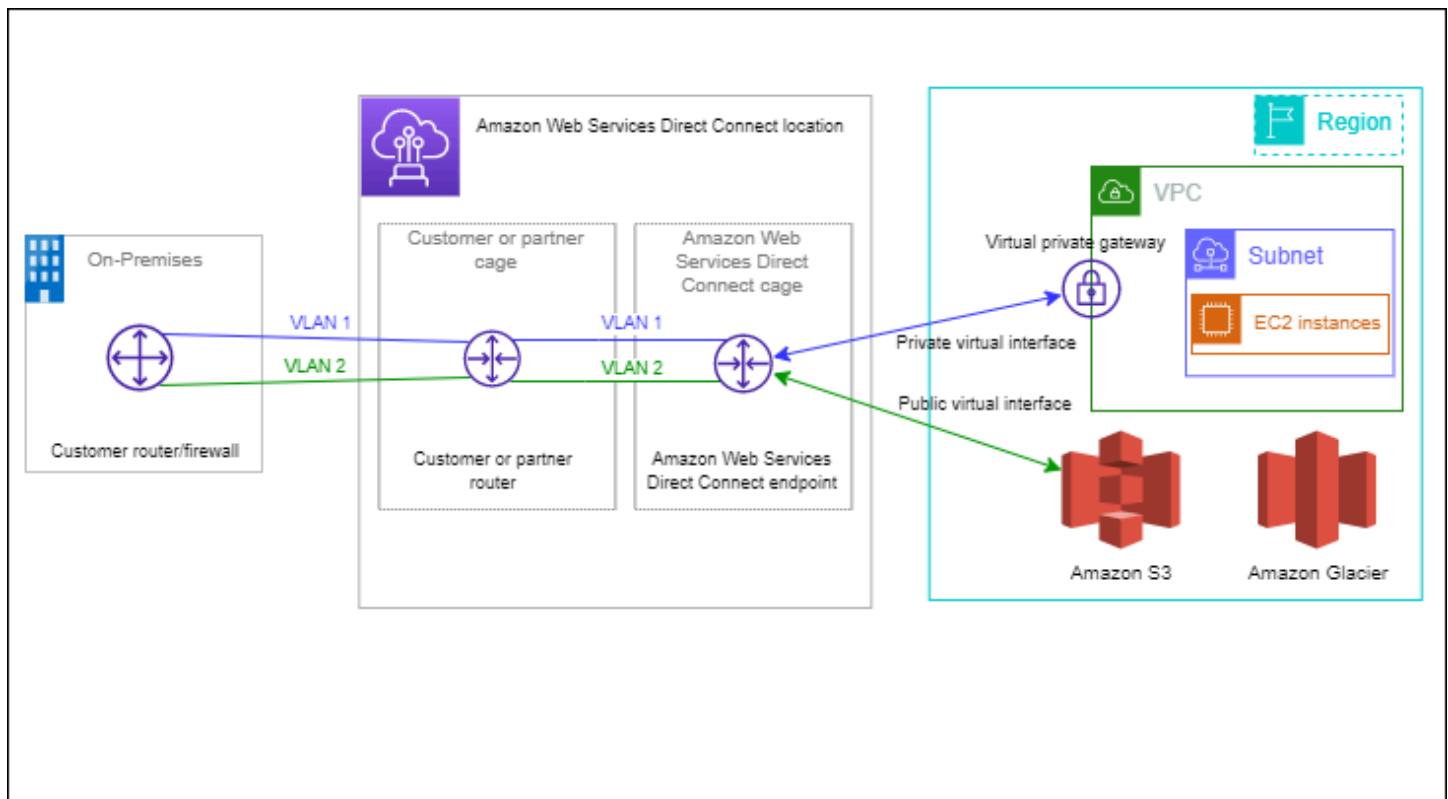 Amazon Web Services Direct Connect location
Region
VPC
Customer or partner
cage
Amazon Web
Services Direct
Connect cage
Virtual private gateway
On-Premises
Subnet
VLAN 1
VLAN 1
EC2 instances
Private virtual interface
VLAN 2
VLAN 2
Public virtual interface
Customer router/firewall
Customer or partner
router
Amazon Web Services
Direct Connect endpoint
Amazon S3
Amazon Glacier